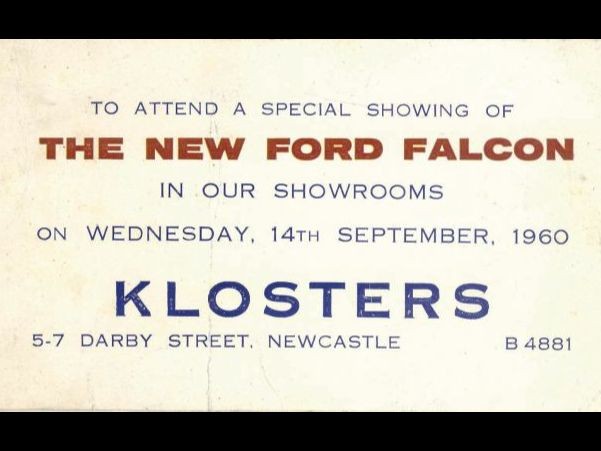 TO ATTEND A SPECIAL SHOWING OF
THE NEW FORD FALCON
IN OUR SHOWROOMS
ON WEDNESDAY, 14TH SEPTEMBER, 1960
KLOSTERS
5-7 DARBY STREET. NEWCASTLE B 4881